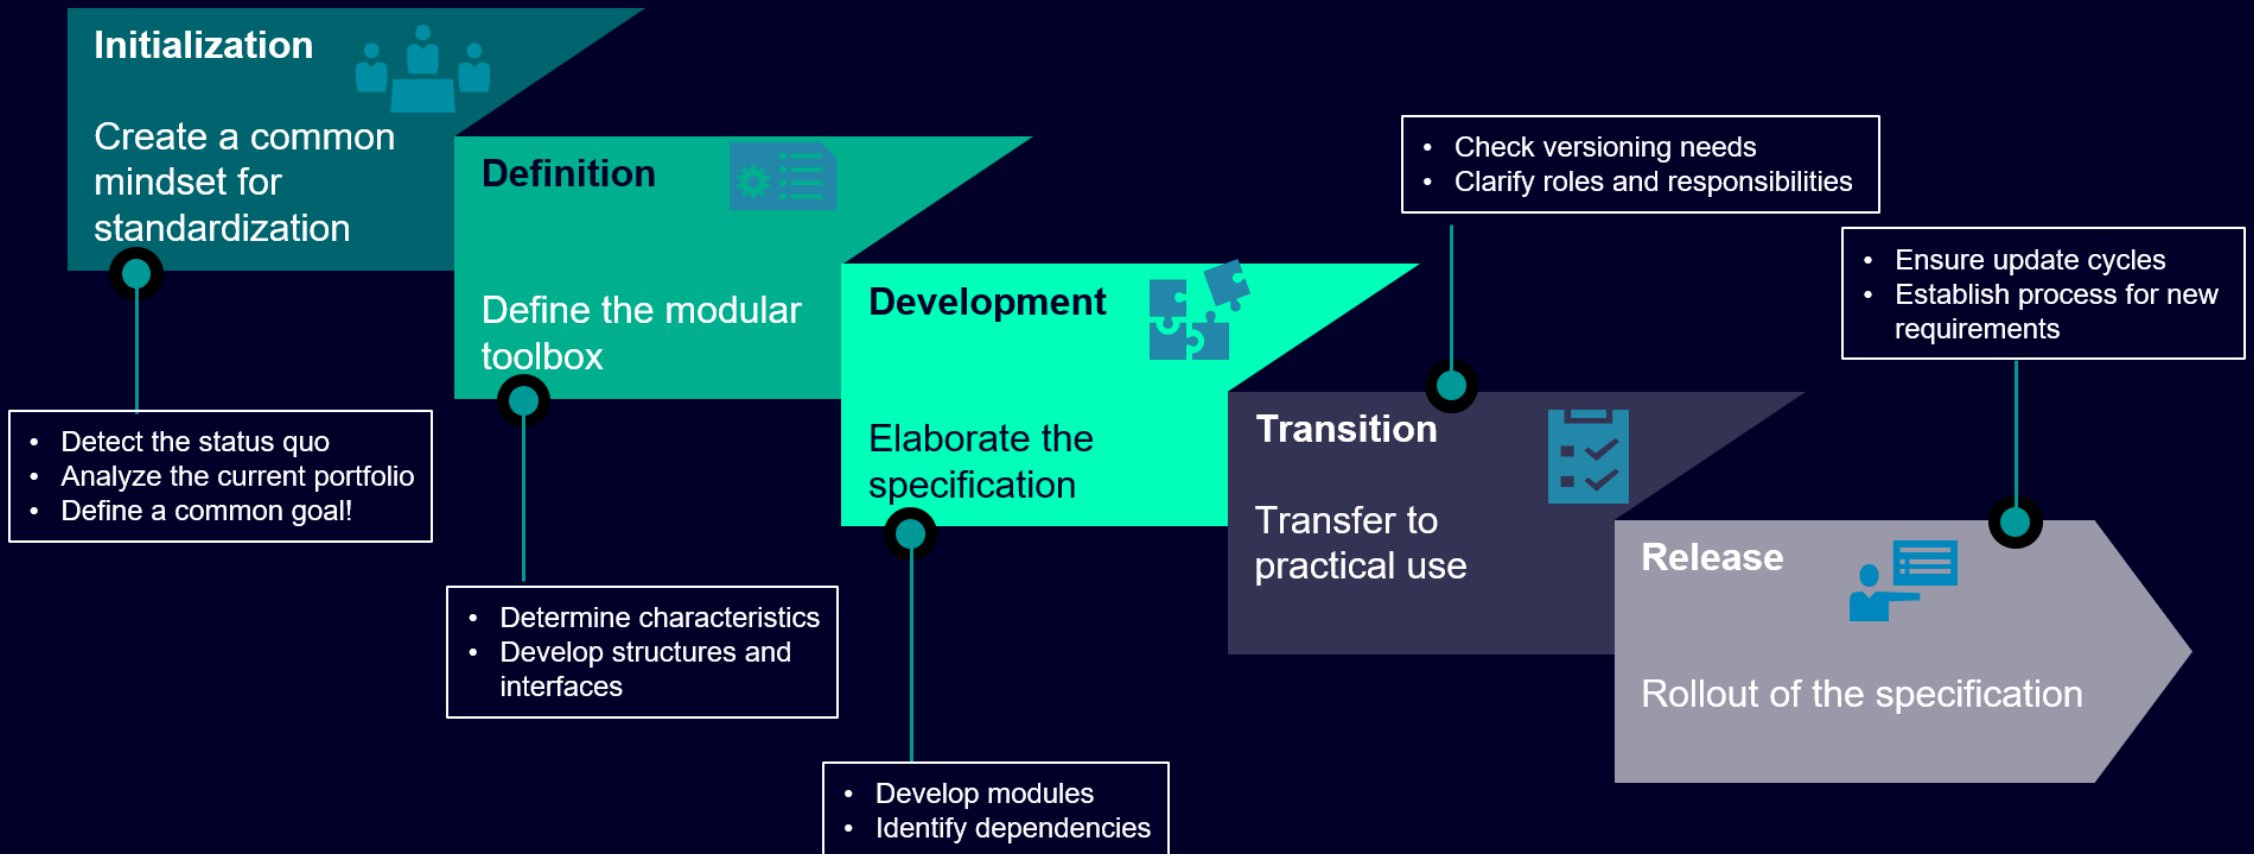 Initialization
Create a common
mindset for
standardization
• Detect the status quo
• Analyze the current portfolio
• Define a common goal!
Definition
Define the modular
toolbox
• Determine characteristics
• Develop structures and
interfaces
Development
Elaborate the
specification
• Develop modules
• Identify dependencies
• Check versioning needs
• Clarify roles and responsibilities
Transition
Transfer to
practical use
• Ensure update cycles
• Establish process for new
requirements
Release
Rollout of the specification